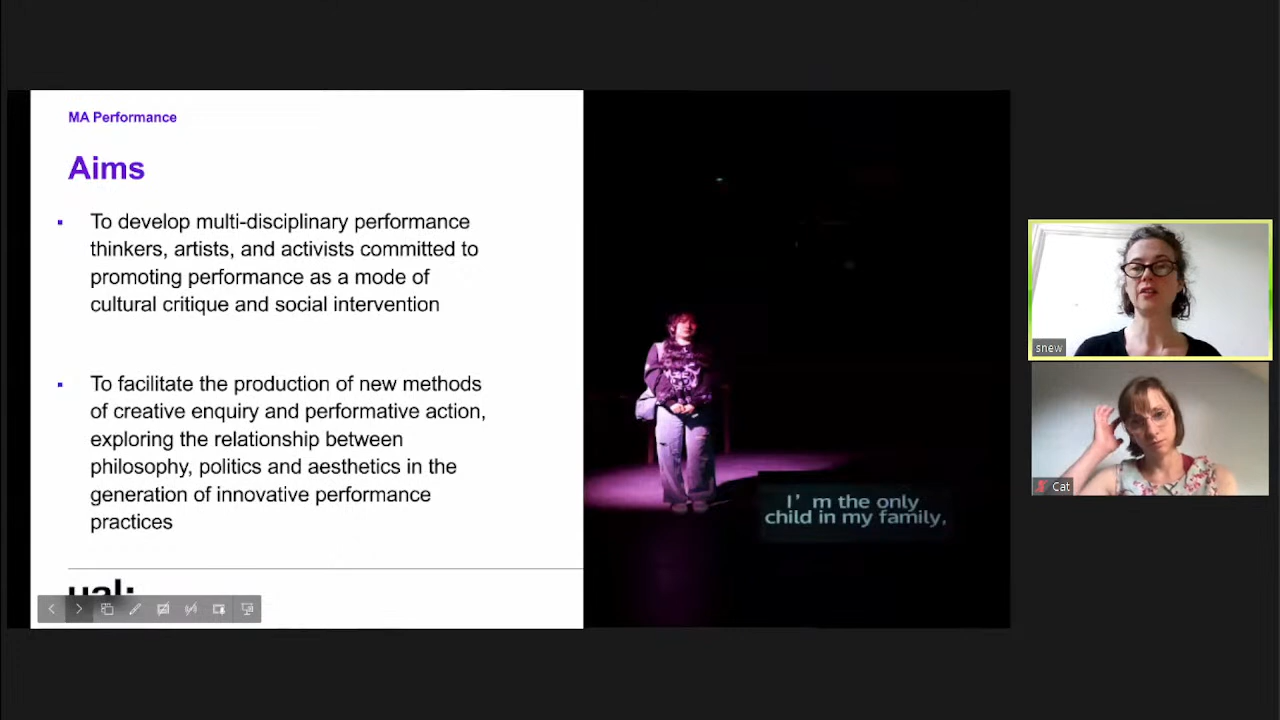 MA Performance
Aims
▪ To develop multi-disciplinary performance
thinkers, artists, and activists committed to
promoting performance as a mode of
cultural critique and social intervention
▪ To facilitate the production of new methods
of creative enquiry and performative action,
exploring the relationship between
philosophy, politics and aesthetics in the
generation of innovative performance
practices
ual:
I'm the only
child in my family,
snew
Cat